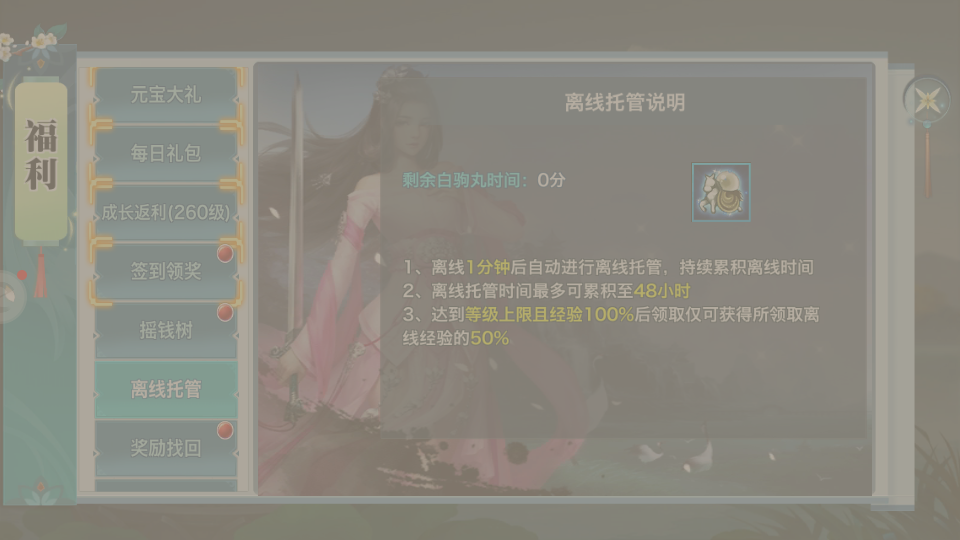 福利
元宝大礼
每日礼包
成长返利(260级)
签到领奖
摇钱树
离线托管
奖励找回
离线托管说明
剩余白驹丸时间：0分
1、离线1分钟后自动进行离线托管，持续累积离线时间
2、离线托管时间最多可累积至48小时
3、达到等级上限且经验100%后领取仅可获得所领取离
线经验的50%